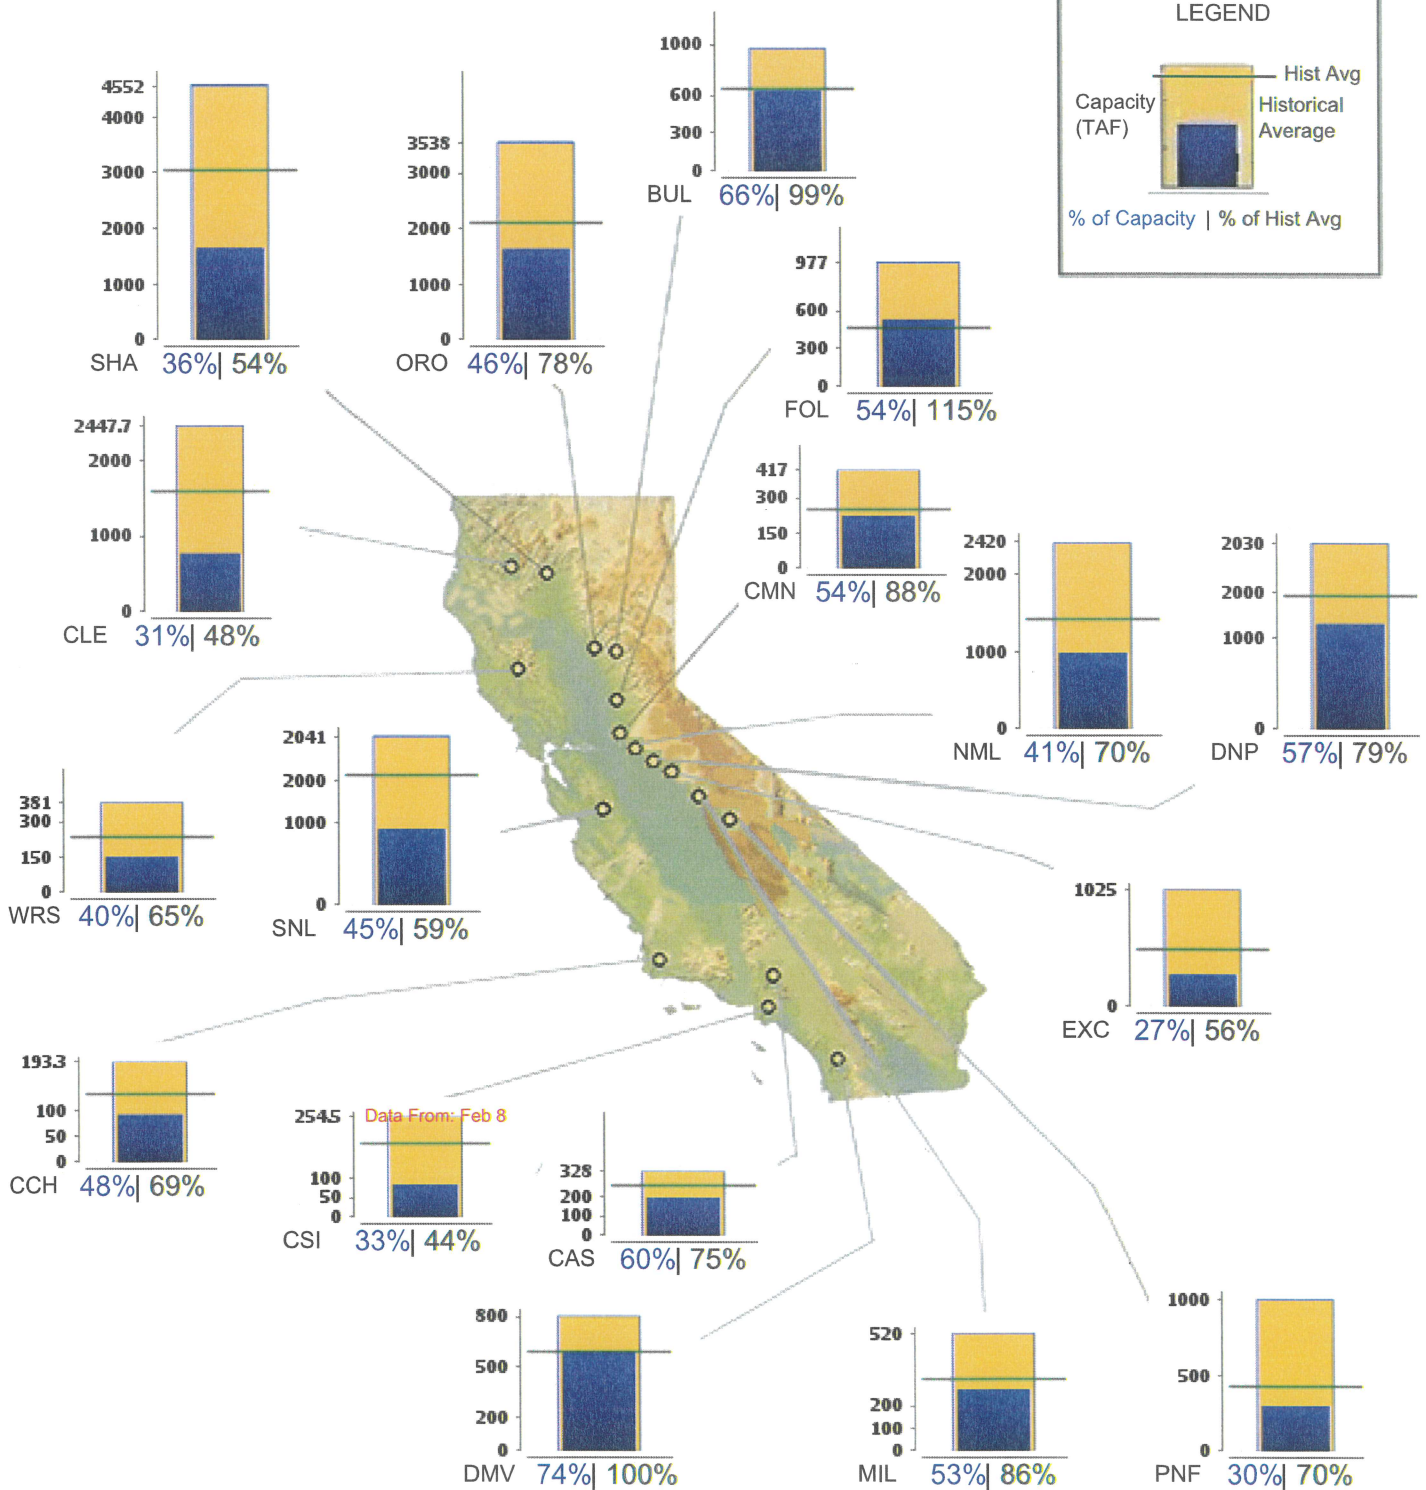 LEGEND
Hist Avg
Capacity
(TAF)
Historical
Average
% of Capacity | % of Hist Avg
4552
4000
3000
2000
1000
0
SHA 36%| 54%
3538
3000
2000
1000
0
ORO 46%| 78%
1000
600
300
0
BUL 66%| 99%
977
600
300
0
FOL 54%| 115%
2447.7
2000
1000
0
CLE 31%| 48%
417
300
150
0
CMN 54%| 88%
2420
2000
1000
0
NML 41%| 70%
2030
2000
1000
0
DNP 57%| 79%
381
300
150
0
WRS 40%| 65%
2041
2000
1000
0
SNL 45%| 59%
1025
0
EXC 27%| 56%
193.3
100
50
0
CCH 48%| 69%
254.5
Data From: Feb 8
100
50
0
CSI 33%| 44%
328
200
100
0
CAS 60%| 75%
800
500
200
0
DMV 74%| 100%
520
200
100
0
MIL 53%| 86%
1000
500
0
PNF 30%| 70%